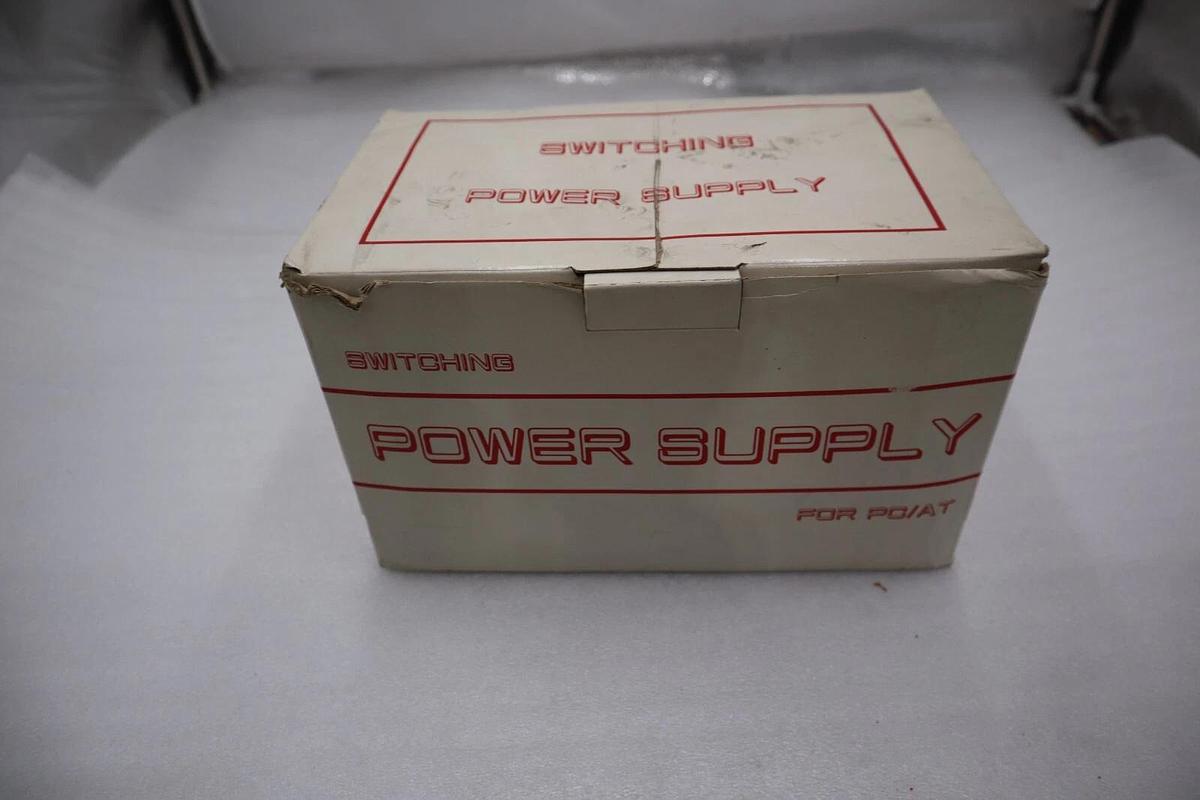 SWITCHING
POWER SUPPLY
SWITCHING
POWER SUPPLY
FOR PC/AT